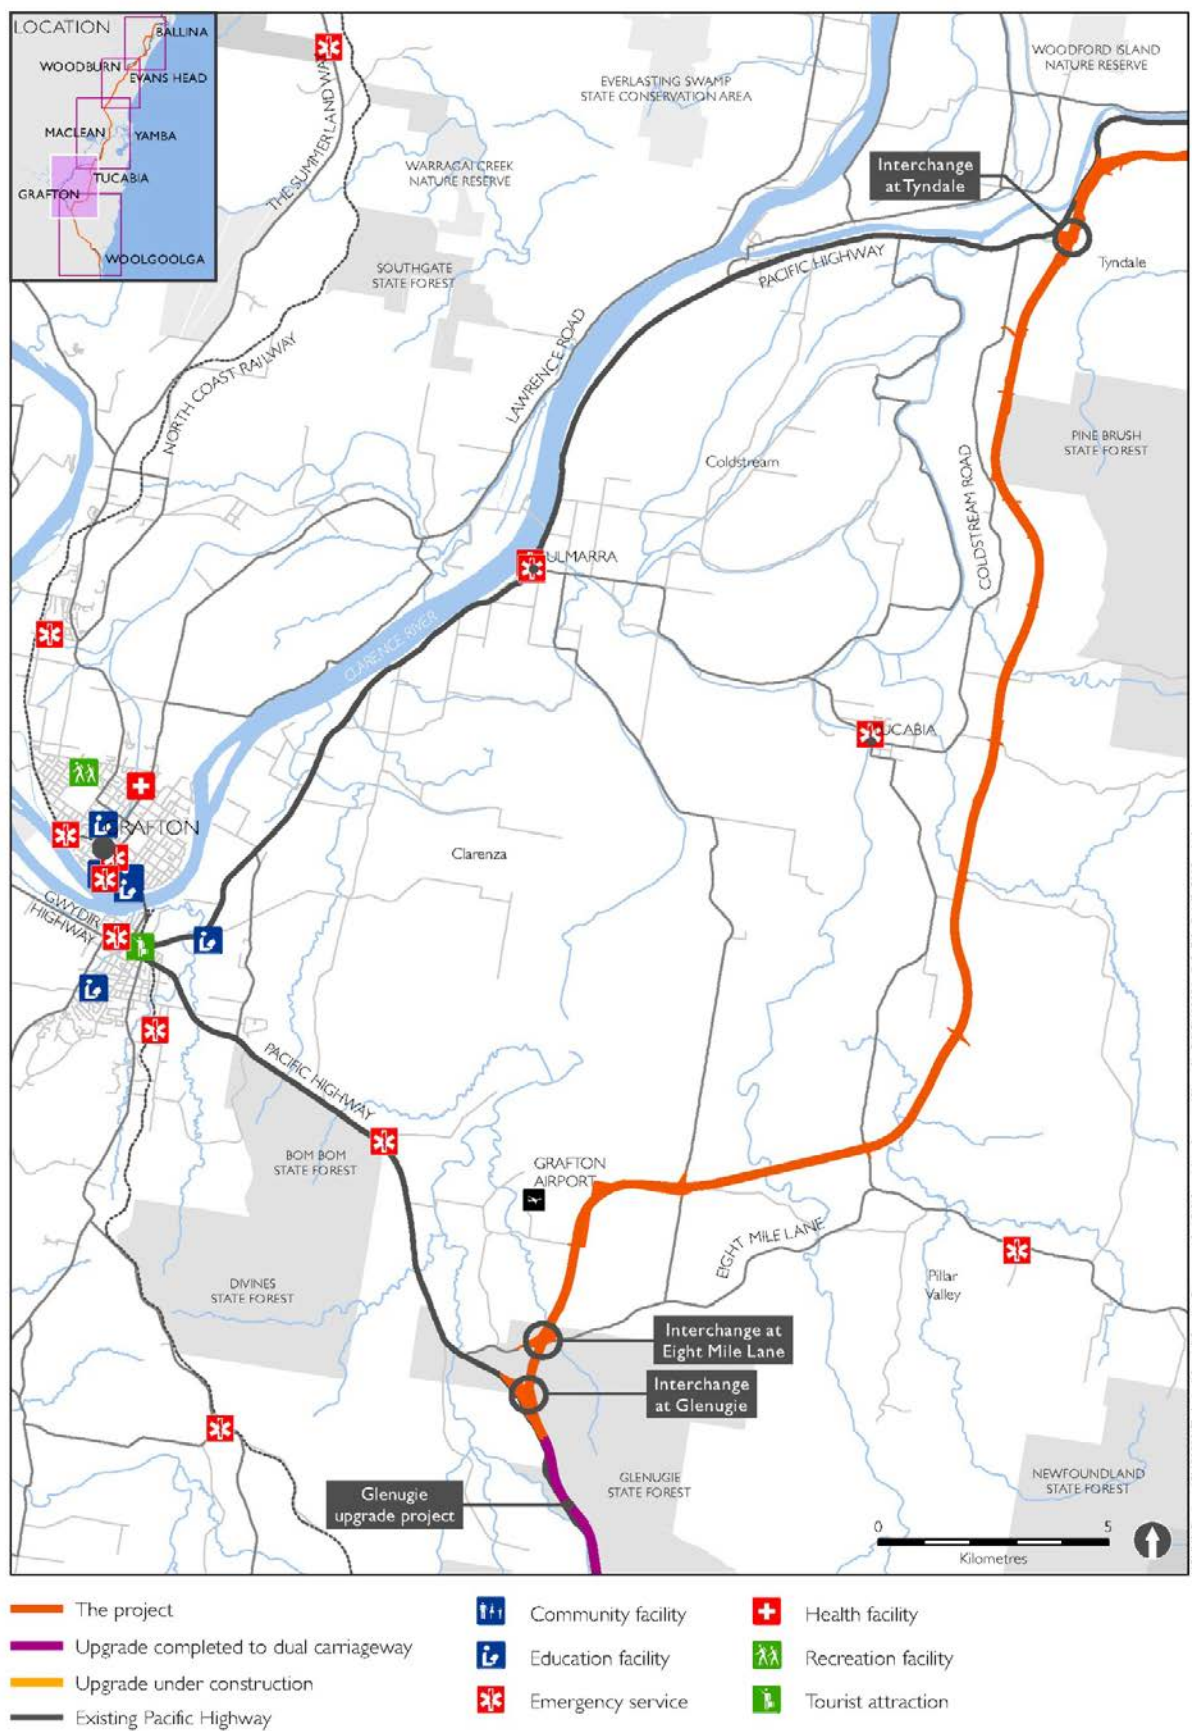 LOCATION
BALLINA
WOODBURN
EVANS HEAD
MACLEAN
YAMBA
TUCABIA
GRAFTON
WOOLGOOLGA
THE SUMMERLAND WAY
EVERLASTING SWAMP
STATE CONSERVATION AREA
WOODFORD ISLAND
NATURE RESERVE
WARRAGAI CREEK
NATURE RESERVE
Interchange
at Tyndale
SOUTHGATE
STATE FOREST
PACIFIC HIGHWAY
Tyndale
NORTH COAST RAILWAY
LAWRENCE ROAD
PINE BRUSH
STATE FOREST
Coldstream
COLDSTREAM ROAD
ULMARRA
CLARENCE RIVER
UCABIA
RAFTON
Clarenza
GWYDIR
HIGHWAY
PACIFIC HIGHWAY
BOM BOM
STATE FOREST
GRAFTON
AIRPORT
EIGHT MILE LANE
DIVINES
STATE FOREST
Pillar
Valley
Interchange at
Eight Mile Lane
Interchange
at Glenugie
GLENUGIE
STATE FOREST
NEWFOUNDLAND
STATE FOREST
Glenugie
upgrade project
0 5
Kilometres
The project
Upgrade completed to dual carriageway
Upgrade under construction
Existing Pacific Highway
Community facility
Education facility
Emergency service
Health facility
Recreation facility
Tourist attraction